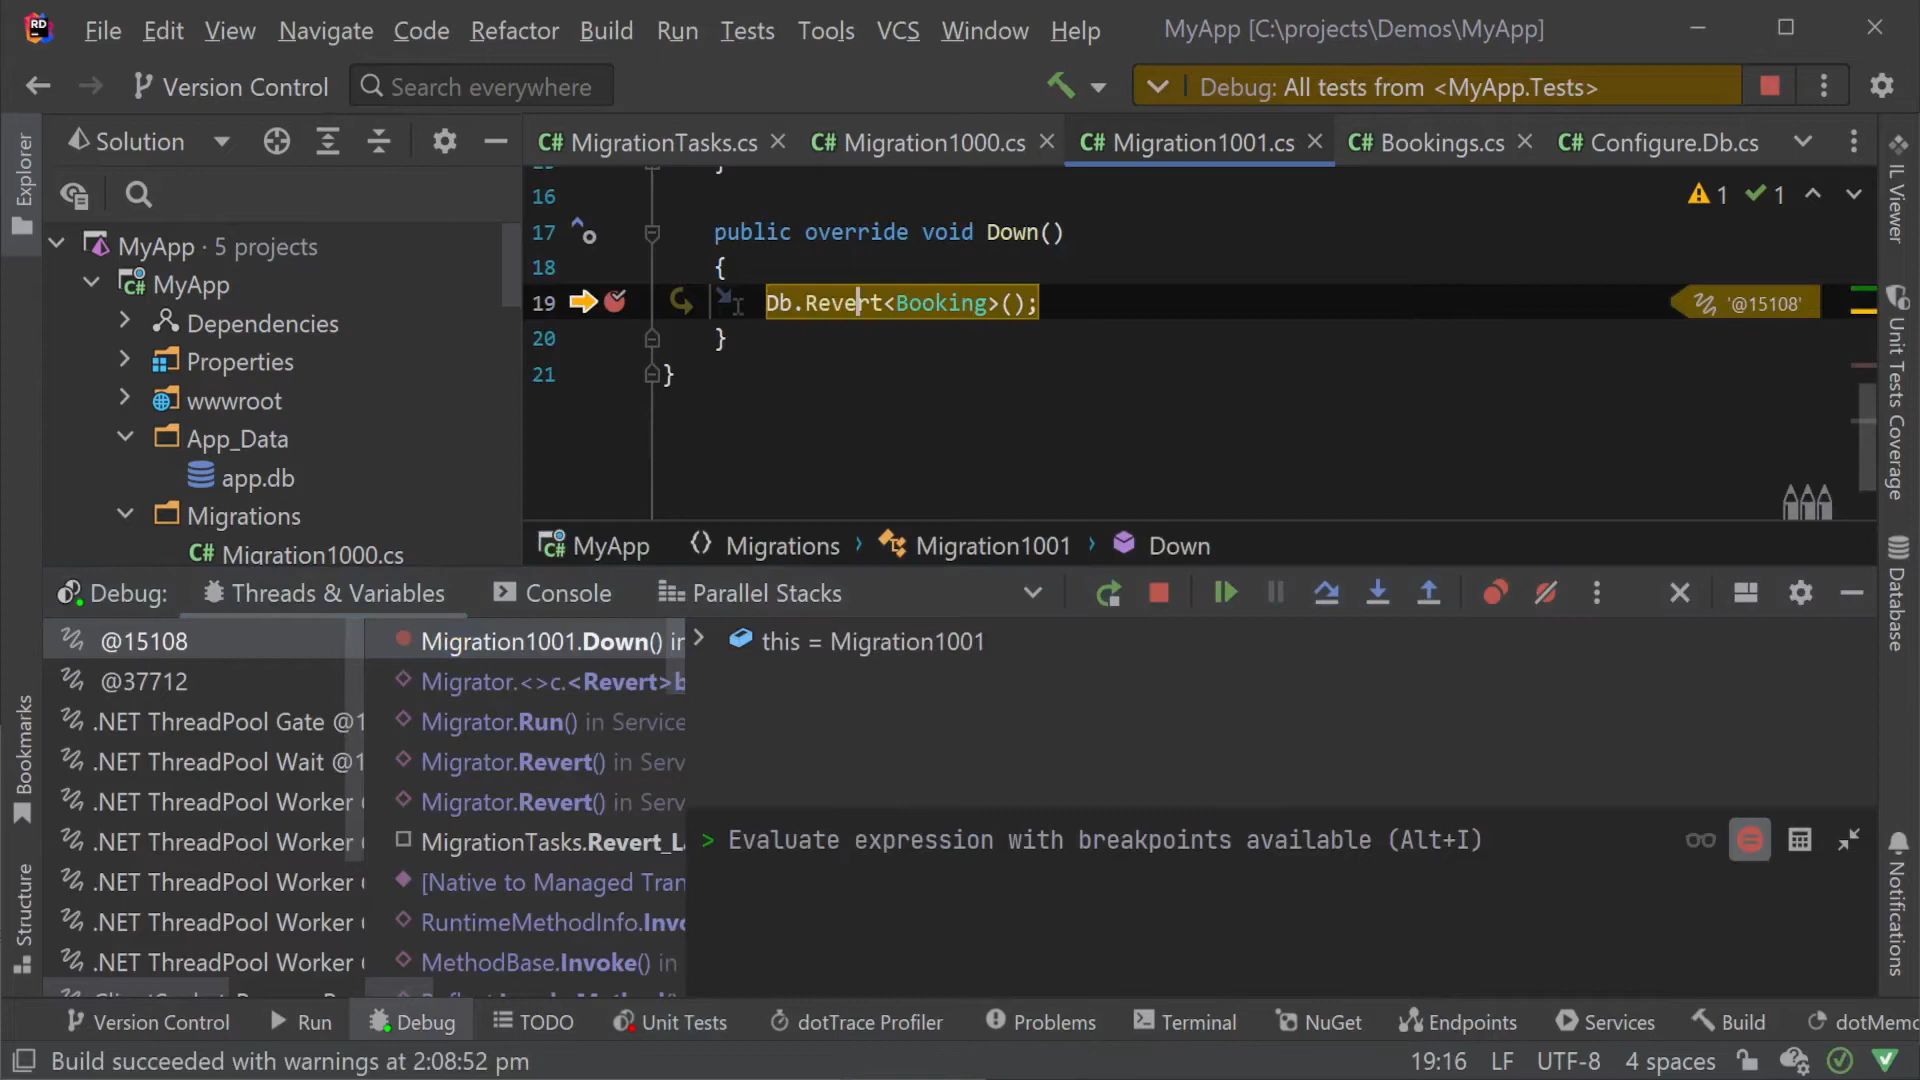 RD File Edit View Navigate Code Refactor Build Run Tests Tools VCS Window Help MyApp [C:\projects\Demos\MyApp]
Version Control Search everywhere Debug: All tests from <MyApp.Tests>
Explorer
Solution
C# MigrationTasks.cs C# Migration1000.cs C# Migration1001.cs C# Bookings.cs C# Configure.Db.cs
MyApp · 5 projects
MyApp
Dependencies
Properties
wwwroot
App_Data
app.db
Migrations
C# Migration1000.cs
}
16
17 public override void Down()
18 {
19 Db.Revert<Booking>();
20 }
21 }
1 1
'@15108'
MyApp Migrations Migration1001 Down
IL Viewer
Unit Tests Coverage
Database
Notifications
Debug: Threads & Variables Console Parallel Stacks
@15108
@37712
.NET ThreadPool Gate @1
.NET ThreadPool Wait @1
.NET ThreadPool Worker
.NET ThreadPool Worker
.NET ThreadPool Worker
.NET ThreadPool Worker
.NET ThreadPool Worker
Migration1001.Down() in
Migrator.<>c.<Revert>b
Migrator.Run() in Service
Migrator.Revert() in Serv
Migrator.Revert() in Serv
MigrationTasks.Revert_La
[Native to Managed Tran
RuntimeMethodInfo.Invo
MethodBase.Invoke() in
this = Migration1001
> Evaluate expression with breakpoints available (Alt+I)
Bookmarks
Structure
Version Control Run Debug TODO Unit Tests dotTrace Profiler Problems Terminal NuGet Endpoints Services Build dotMemo
Build succeeded with warnings at 2:08:52 pm 19:16 LF UTF-8 4 spaces